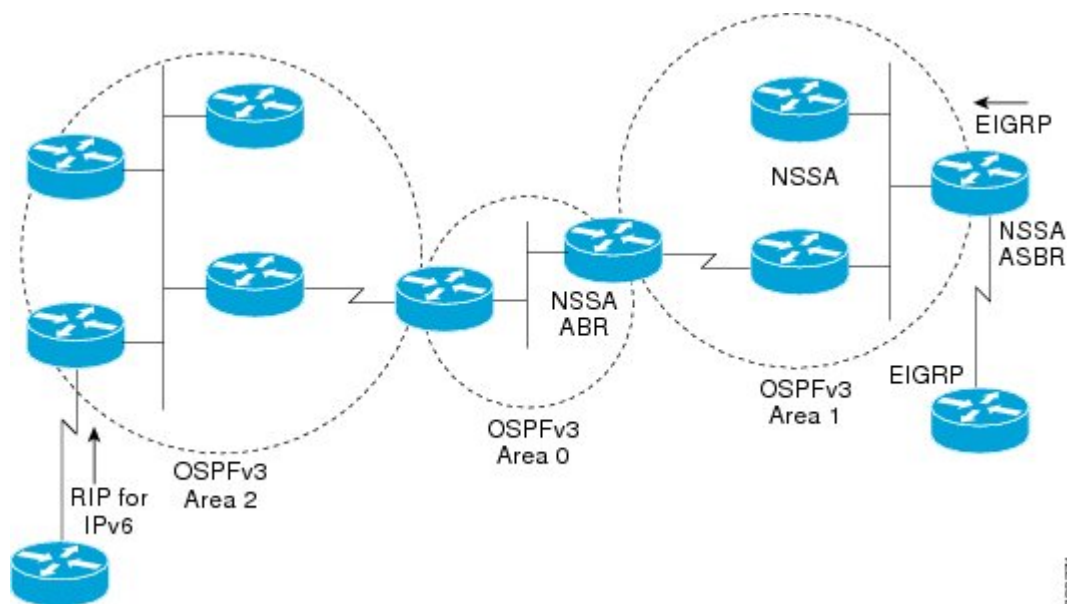 EIGRP
NSSA
NSSA
ASBR
NSSA
ABR
EIGRP
OSPFv3
Area 1
OSPFv3
Area 0
OSPFv3
Area 2
RIP for
IPv6